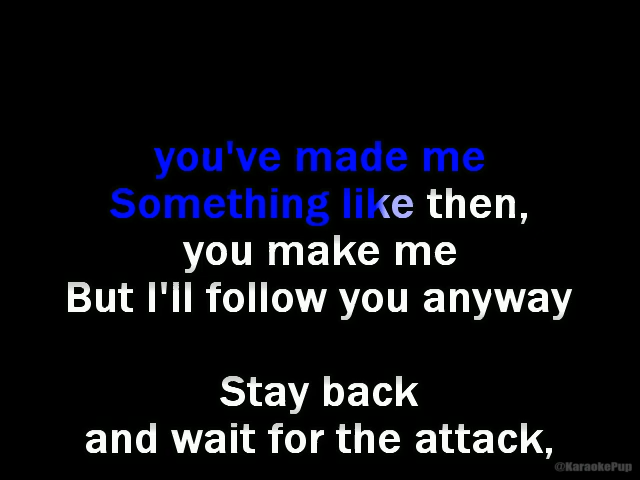 you've made me
Something like then,
you make me
But I'll follow you anyway
Stay back
and wait for the attack,
@KaraokePup